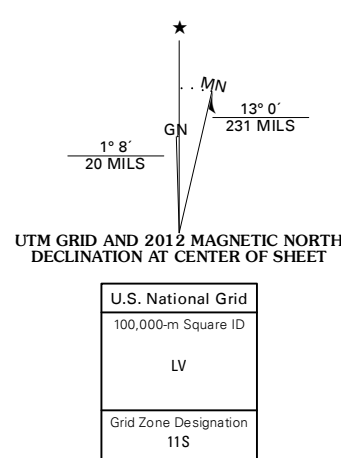 MN
GN
13° 0´
231 MILS
1° 8´
20 MILS
UTM GRID AND 2012 MAGNETIC NORTH
DECLINATION AT CENTER OF SHEET
U.S. National Grid
100,000-m Square ID
LV
Grid Zone Designation
11S